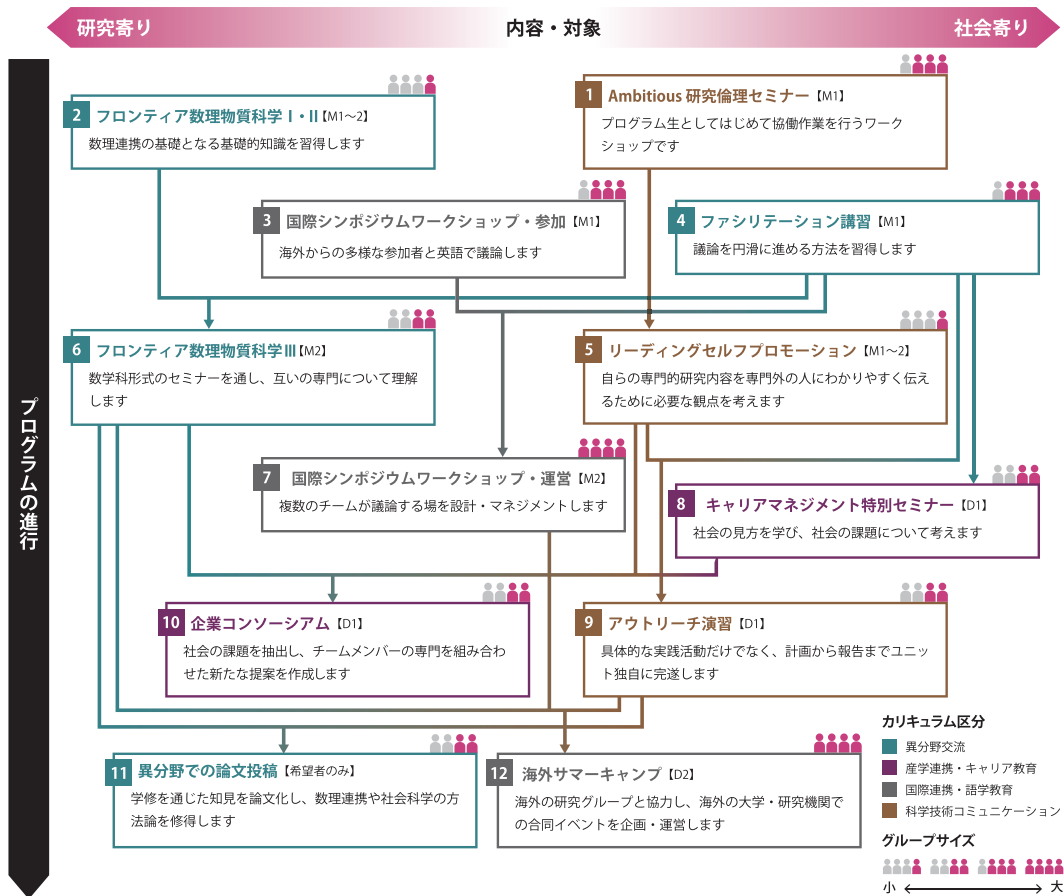 研究寄り
内容・対象
社会寄り
プログラムの進行
1 Ambitious 研究倫理セミナー【M1】
プログラム生としてはじめて協働作業を行うワーク
ショップです
2 フロンティア数理物質科学 I・II【M1~2】
数理連携の基礎となる基礎的知識を習得します
3 国際シンポジウムワークショップ・参加【M1】
海外からの多様な参加者と英語で議論します
4 ファシリテーション講習【M1】
議論を円滑に進める方法を習得します
6 フロンティア数理物質科学Ⅲ【M2】
数学科形式のセミナーを通し、互いの専門について理解
します
5 リーディングセルフプロモーション【M1~2】
自らの専門的研究内容を専門外の人にわかりやすく伝え
るために必要な観点を考えます
7 国際シンポジウムワークショップ・運営【M2】
複数のチームが議論する場を設計・マネジメントします
8 キャリアマネジメント特別セミナー【D1】
社会の見方を学び、社会の課題について考えます
10 企業コンソーシアム【D1】
社会の課題を抽出し、チームメンバーの専門を組み合わ
せた新たな提案を作成します
9 アウトリーチ演習【D1】
具体的な実践活動だけでなく、計画から報告までユニッ
ト独自に完遂します
11 異分野での論文投稿【希望者のみ】
学修を通じた知見を論文化し、数理連携や社会科学の方
法論を修得します
12 海外サマーキャンプ【D2】
海外の研究グループと協力し、海外の大学・研究機関で
の合同イベントを企画・運営します
カリキュラム区分
異分野交流
産学連携・キャリア教育
国際連携・語学教育
科学技術コミュニケーション
グループサイズ
小 大